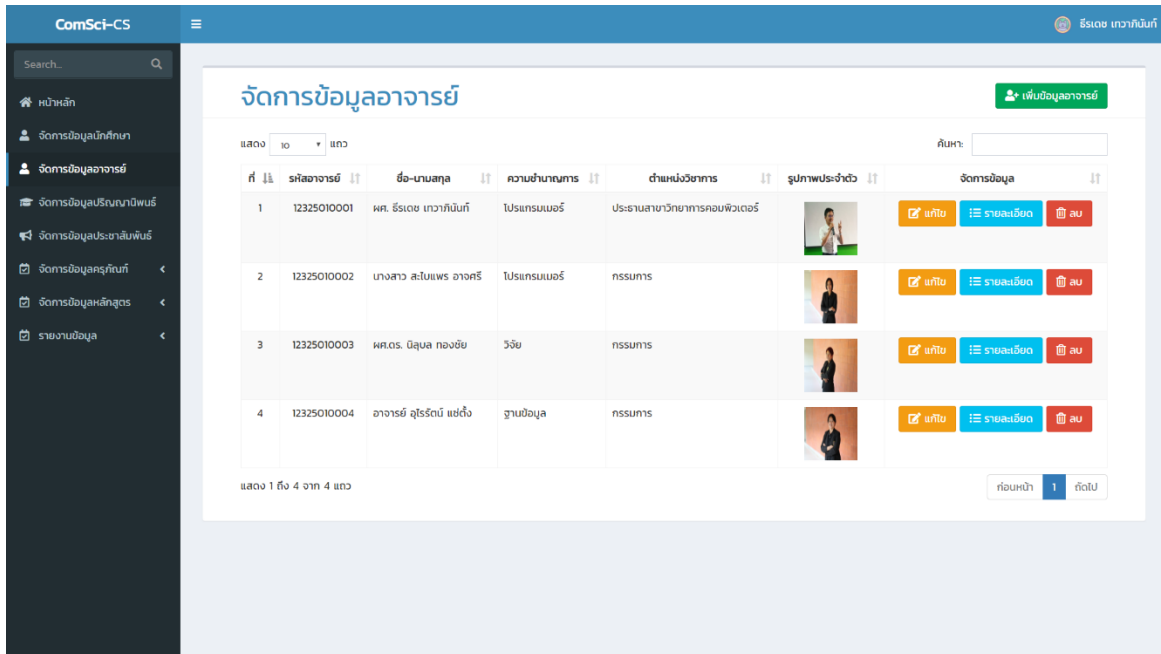 ComSci-CS
ธีรเดช เทวาภินันท์
Search...
หน้าหลัก
จัดการข้อมูลนักศึกษา
จัดการข้อมูลอาจารย์
จัดการข้อมูลปริญญานิพนธ์
จัดการข้อมูลประชาสัมพันธ์
จัดการข้อมูลครุภัณฑ์
จัดการข้อมูลหลักสูตร
รายงานข้อมูล
จัดการข้อมูลอาจารย์
เพิ่มข้อมูลอาจารย์
แสดง 10 แถว
ค้นหา:
ที่ รหัสอาจารย์ ชื่อ-นามสกุล ความชำนาญการ ตำแหน่งวิชาการ รูปภาพประจำตัว จัดการข้อมูล
1 12325010001 ผศ. ธีรเดช เทวาภินันท์ โปรแกรมเมอร์ ประธานสาขาวิทยาการคอมพิวเตอร์ แก้ไข รายละเอียด ลบ
2 12325010002 นางสาว สะไบแพร อาจศรี โปรแกรมเมอร์ กรรมการ แก้ไข รายละเอียด ลบ
3 12325010003 ผศ.ดร. นิลุบล ทองชัย วิจัย กรรมการ แก้ไข รายละเอียด ลบ
4 12325010004 อาจารย์ อุไรรัตน์ แซ่ตั้ง ฐานข้อมูล กรรมการ แก้ไข รายละเอียด ลบ
แสดง 1 ถึง 4 จาก 4 แถว
ก่อนหน้า 1 ถัดไป